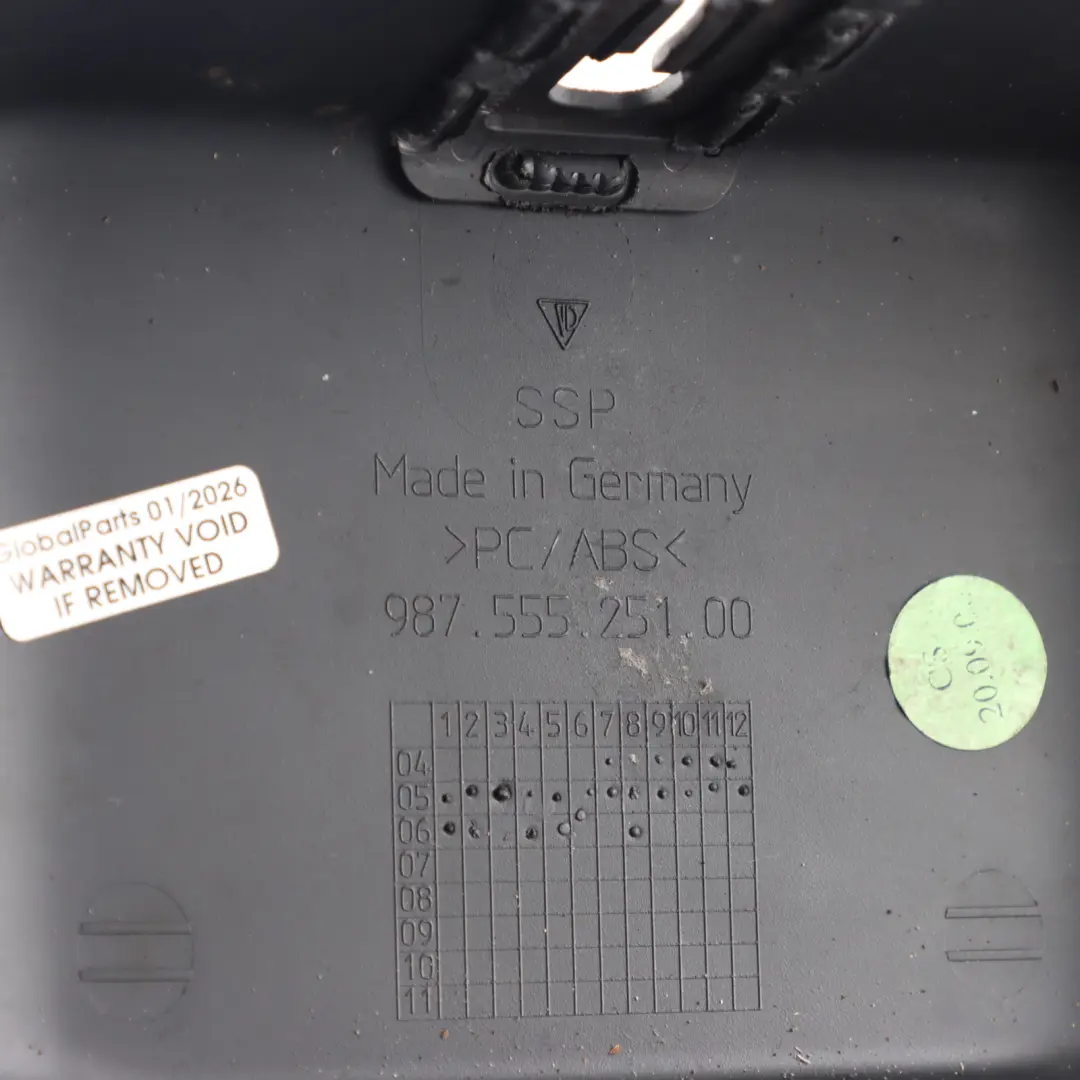 SSP
Made in Germany
>PC/ABS<
987.555.251.00
GlobalParts 01/2026
WARRANTY VOID
IF REMOVED
1 2 3 4 5 6 7 8 9 10 11 12
04
05
06
07
08
09
10
11